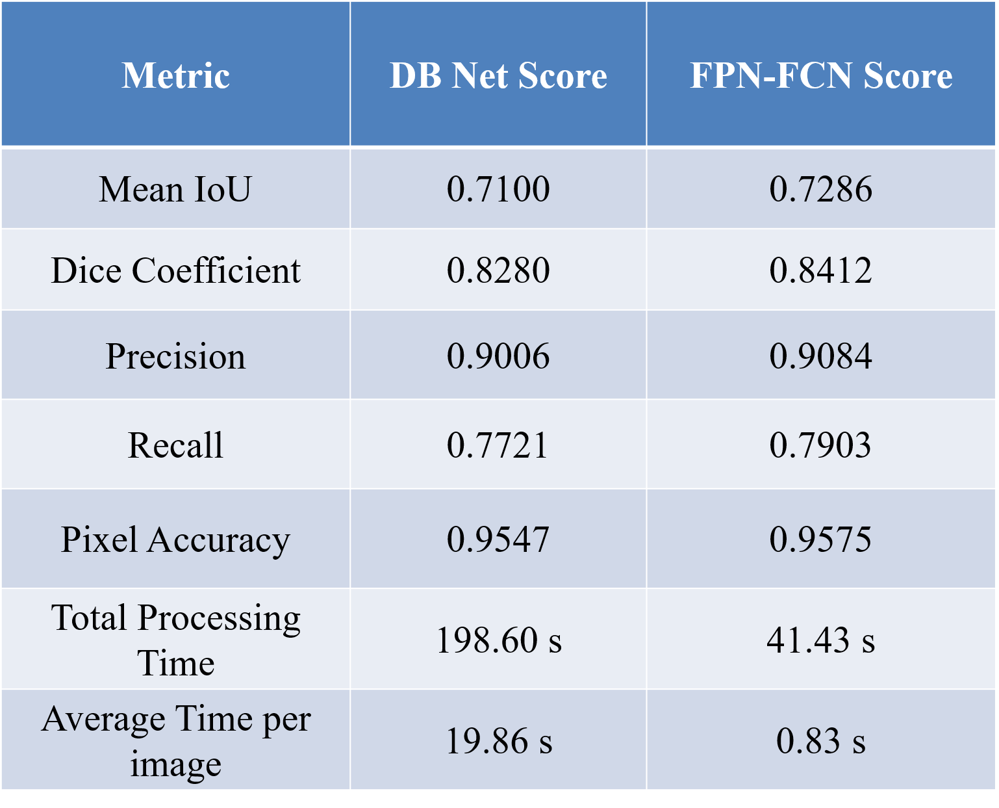 Metric DB Net Score FPN-FCN Score
Mean IoU 0.7100 0.7286
Dice Coefficient 0.8280 0.8412
Precision 0.9006 0.9084
Recall 0.7721 0.7903
Pixel Accuracy 0.9547 0.9575
Total Processing
Time 198.60 s 41.43 s
Average Time per
image 19.86 s 0.83 s